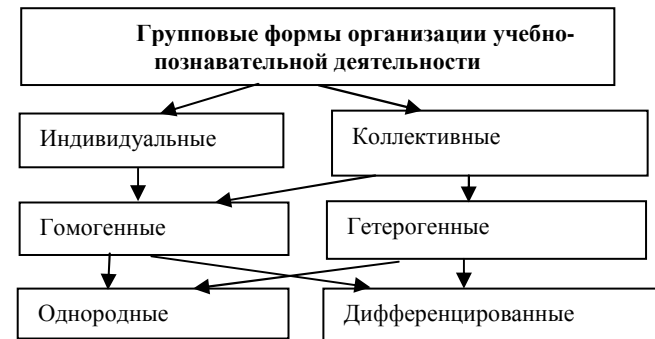 Групповые формы организации учебно-
познавательной деятельности
Индивидуальные
Коллективные
Гомогенные
Гетерогенные
Однородные
Дифференцированные